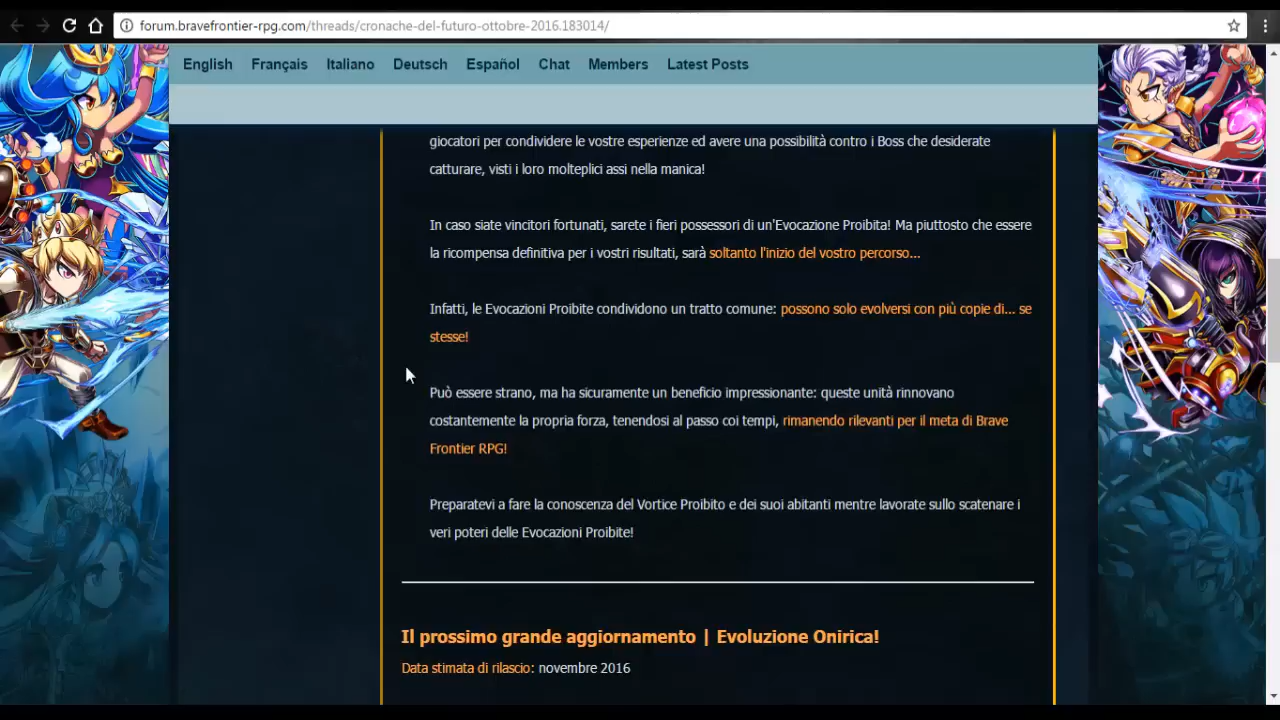 forum.bravefrontier-rpg.com/threads/cronache-del-futuro-ottobre-2016.183014/
English Français Italiano Deutsch Español Chat Members Latest Posts
giocatori per condividere le vostre esperienze ed avere una possibilità contro i Boss che desiderate
catturare, visti i loro molteplici assi nella manica!
In caso siate vincitori fortunati, sarete i fieri possessori di un'Evocazione Proibita! Ma piuttosto che essere
la ricompensa definitiva per i vostri risultati, sarà soltanto l'inizio del vostro percorso...
Infatti, le Evocazioni Proibite condividono un tratto comune: possono solo evolversi con più copie di... se
stesse!
Può essere strano, ma ha sicuramente un beneficio impressionante: queste unità rinnovano
costantemente la propria forza, tenendosi al passo coi tempi, rimanendo rilevanti per il meta di Brave
Frontier RPG!
Preparatevi a fare la conoscenza del Vortice Proibito e dei suoi abitanti mentre lavorate sullo scatenare i
veri poteri delle Evocazioni Proibite!
Il prossimo grande aggiornamento | Evoluzione Onirica!
Data stimata di rilascio: novembre 2016